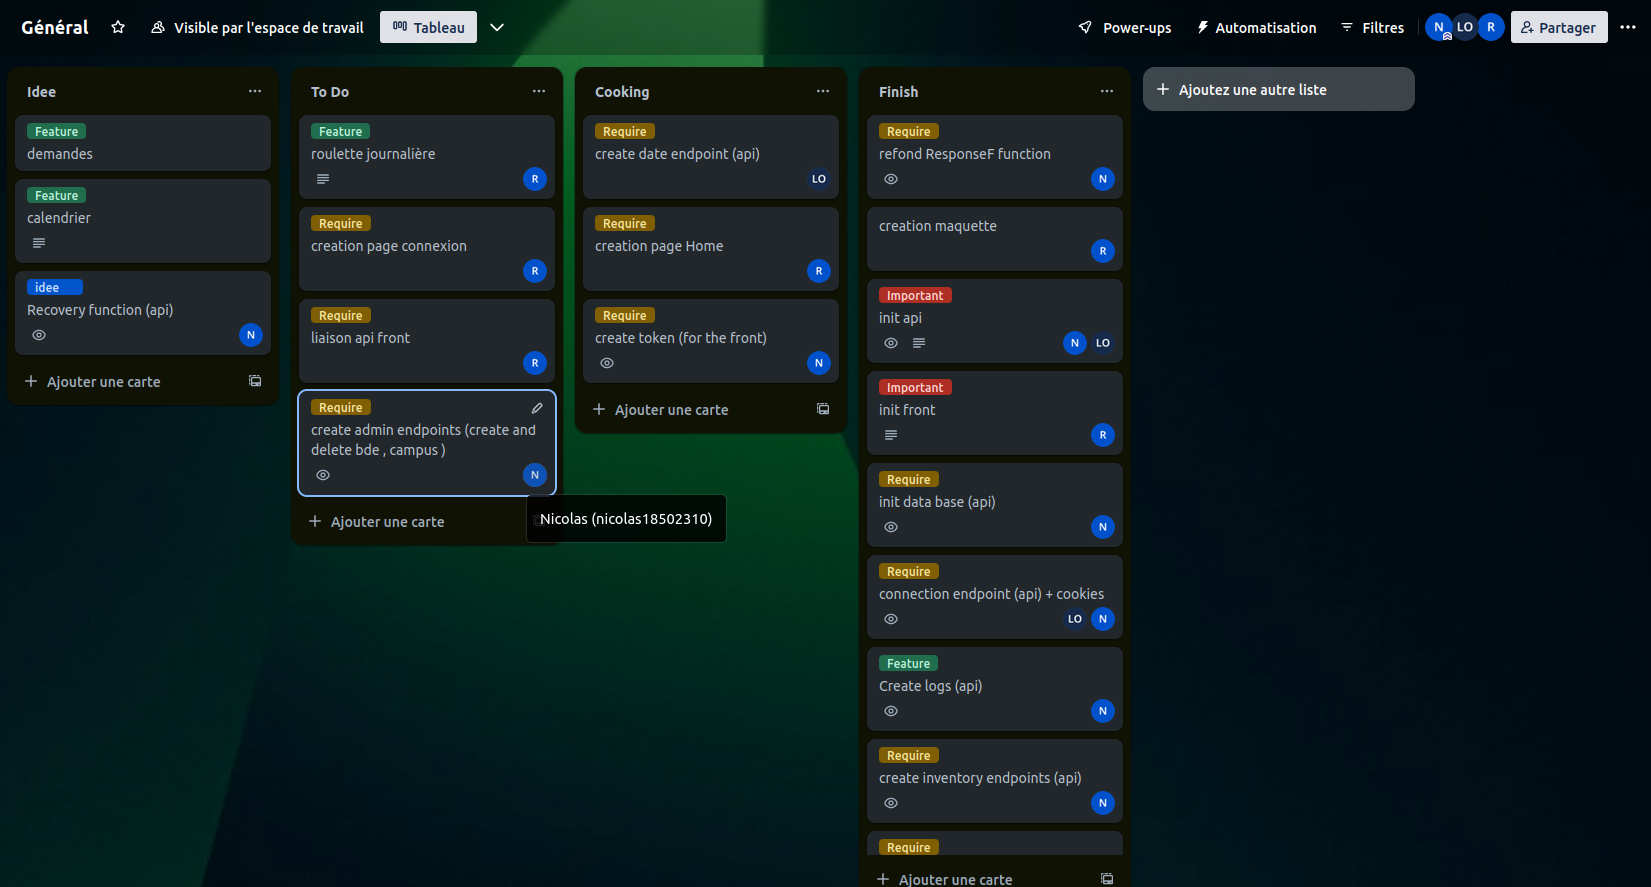 Général
Visible par l'espace de travail
Tableau
Power-ups
Automatisation
Filtres
N
LO
R
Partager
Idee
Feature
demandes
Feature
calendrier
idee
Recovery function (api)
N
Ajouter une carte
To Do
Feature
roulette journalière
R
Require
creation page connexion
R
Require
liaison api front
R
Require
create admin endpoints (create and
delete bde , campus )
N
Ajouter une carte
Nicolas (nicolas18502310)
Cooking
Require
create date endpoint (api)
LO
Require
creation page Home
R
Require
create token (for the front)
N
Ajouter une carte
Finish
Require
refond ResponseF function
N
creation maquette
R
Important
init api
N
LO
Important
init front
R
Require
init data base (api)
N
Require
connection endpoint (api) + cookies
LO
N
Feature
Create logs (api)
N
Require
create inventory endpoints (api)
N
Require
Ajouter une carte
Ajoutez une autre liste